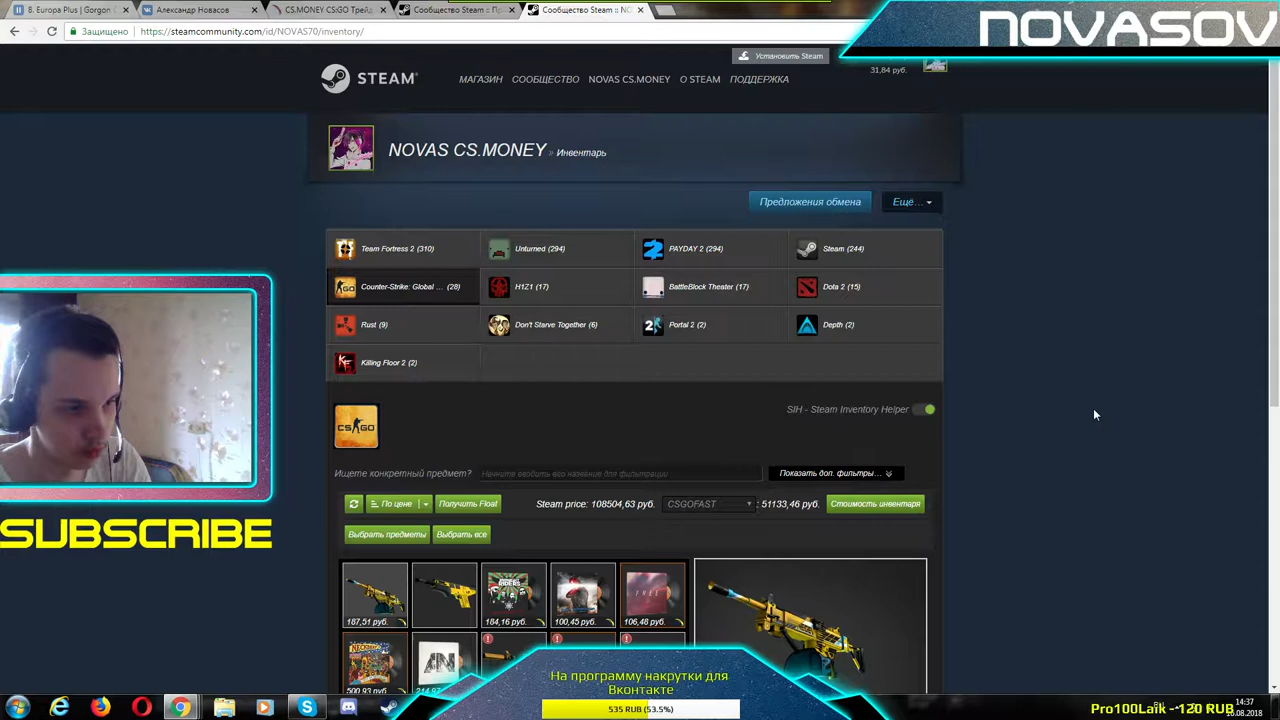 8. Europa Plus | Gorgon C
Александр Новасов
CS.MONEY CS:GO Трейд
Сообщество Steam :: Пр
Сообщество Steam :: NO
NOVASOV
Защищено
https://steamcommunity.com/id/NOVAS70/inventory/
Установить Steam
31,84 руб.
STEAM
МАГАЗИН
СООБЩЕСТВО
NOVAS CS.MONEY
О STEAM
ПОДДЕРЖКА
NOVAS CS.MONEY » Инвентарь
Предложения обмена
Ещё...
Team Fortress 2 (310)
Unturned (294)
PAYDAY 2 (294)
Steam (244)
Counter-Strike: Global ... (28)
H1Z1 (17)
BattleBlock Theater (17)
Dota 2 (15)
Rust (9)
Don't Starve Together (6)
Portal 2 (2)
Depth (2)
Killing Floor 2 (2)
CS GO
SIH - Steam Inventory Helper
Ищете конкретный предмет?
Начните вводить его название для фильтрации
Показать доп. фильтры...
По цене
Получить Float
Steam price: 108504,63 руб.
CSGOFAST
: 51133,46 руб.
Стоимость инвентаря
SUBSCRIBE
Выбрать предметы
Выбрать все
RIDERS
FREE
187,51 руб.
184,16 руб.
100,45 руб.
106,48 руб.
500,93 руб.
На программу накрутки для
Вконтакте
535 RUB (53.5%)
14:37
Pro100Laik - 120 RUB